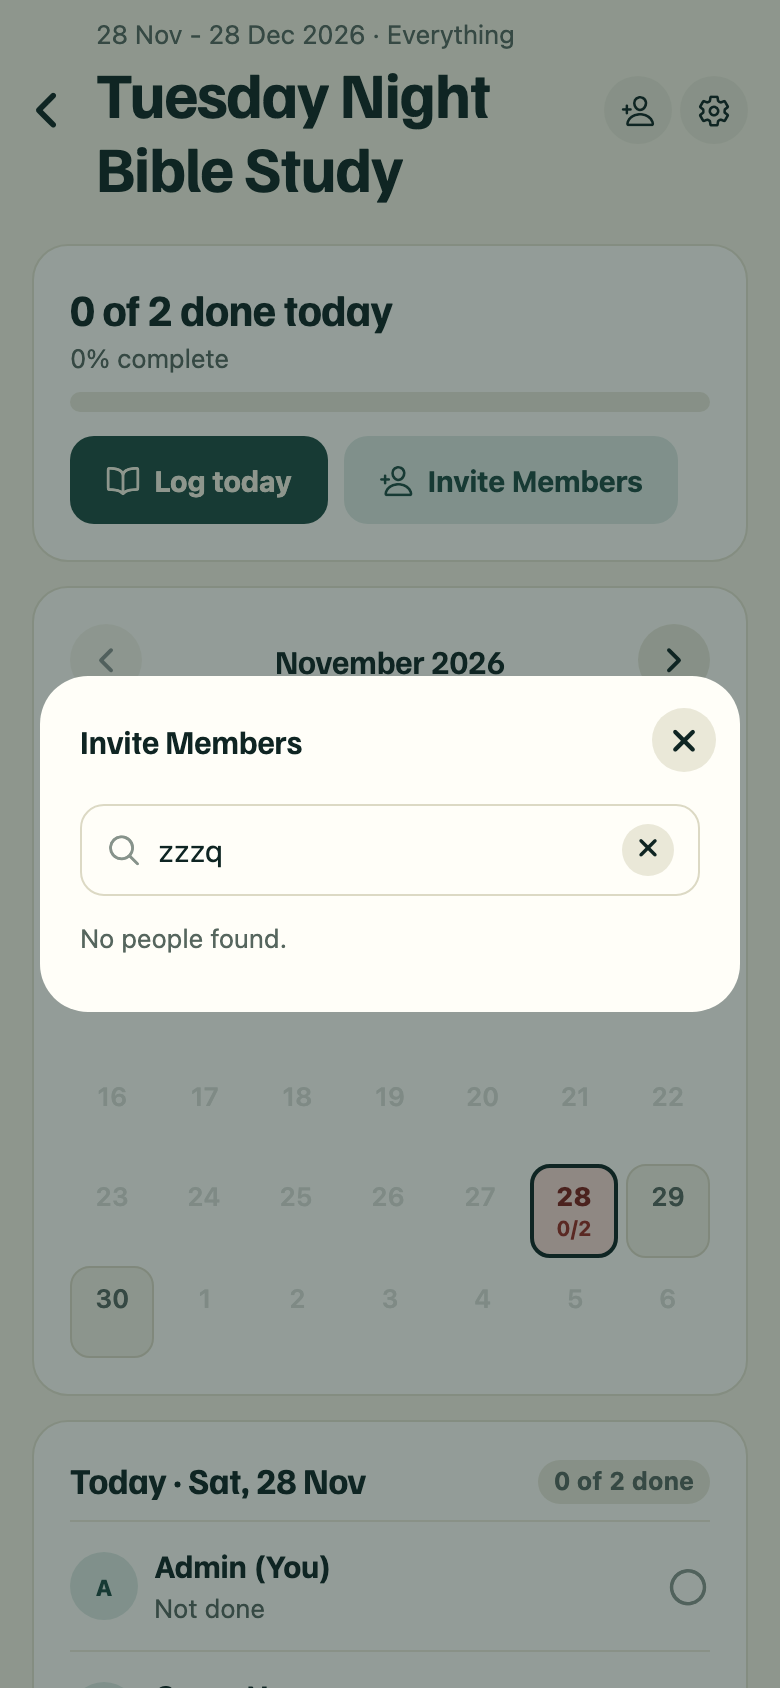 28 Nov - 28 Dec 2026 · Everything
Tuesday Night
Bible Study
0 of 2 done today
0% complete
Log today
Invite Members
November 2026
Invite Members
zzzq
No people found.
16 17 18 19 20 21 22
23 24 25 26 27 28 29
0/2
30 1 2 3 4 5 6
Today · Sat, 28 Nov
0 of 2 done
A
Admin (You)
Not done